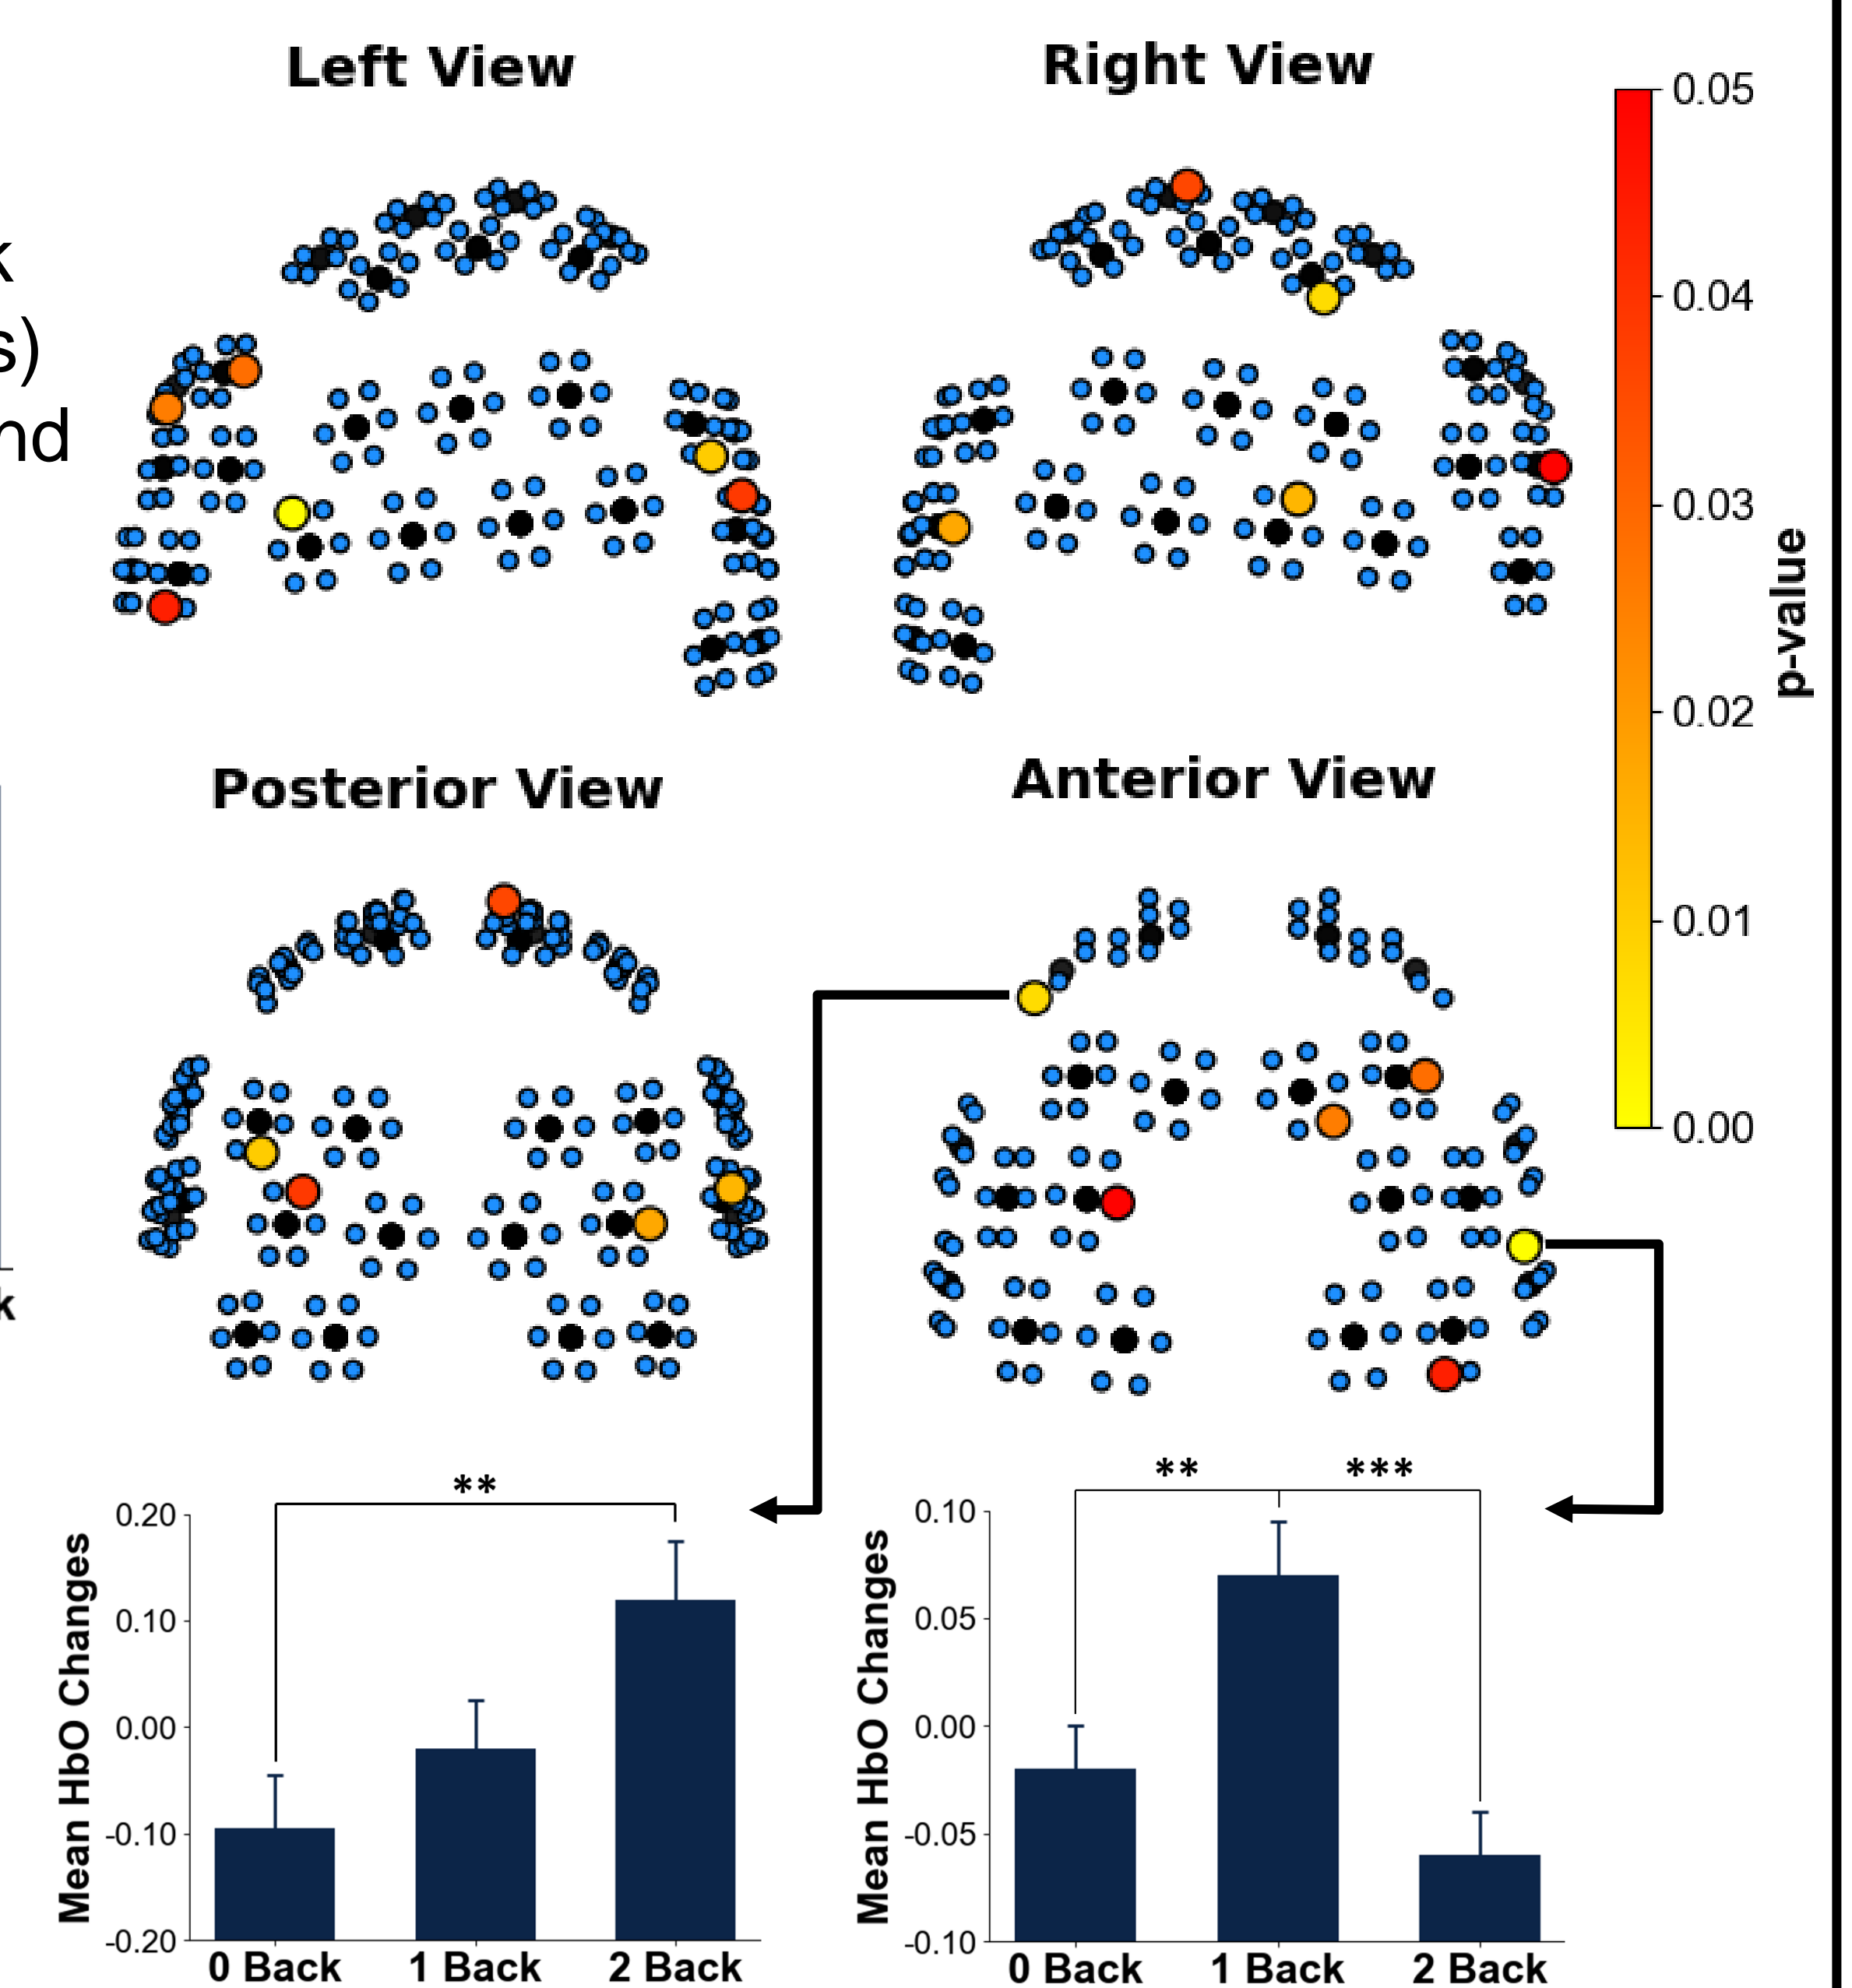 Left View
Right View
k
s)
nd
0.05
0.04
0.03
0.02
0.01
0.00
p-value
Posterior View
Anterior View
k
**
0.20
0.10
0.00
-0.10
-0.20
Mean HbO Changes
0 Back 1 Back 2 Back
** ***
0.10
0.05
0.00
-0.05
-0.10
Mean HbO Changes
0 Back 1 Back 2 Back